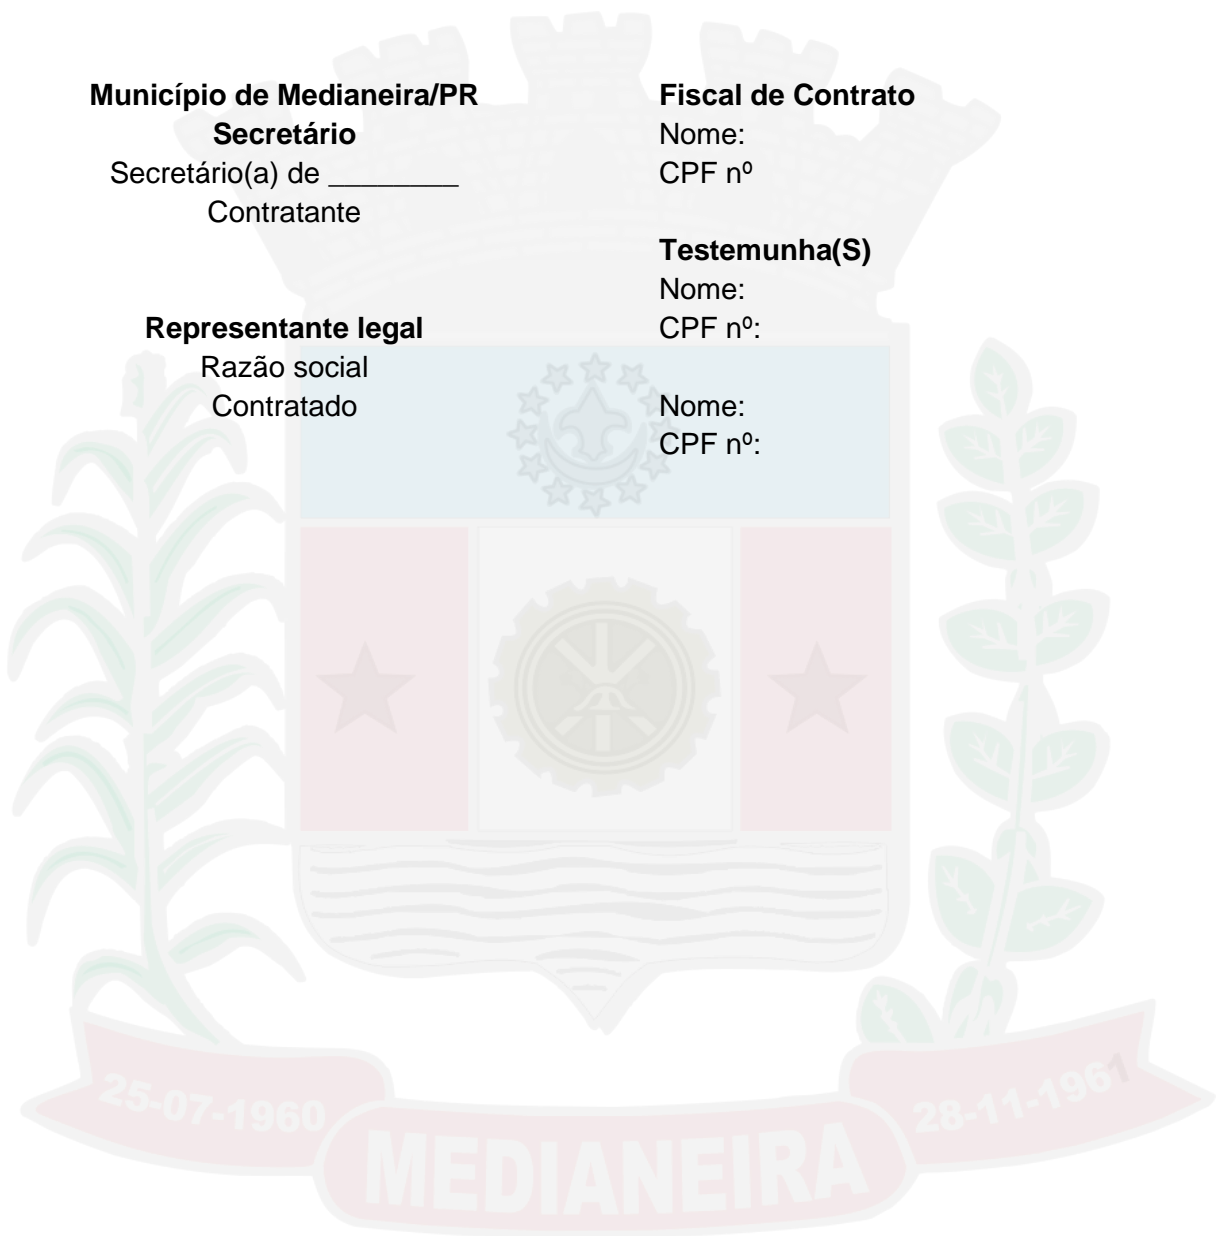 Município de Medianeira/PR
Secretário
Secretário(a) de ________
Contratante
Representante legal
Razão social
Contratado
Fiscal de Contrato
Nome:
CPF nº
Testemunha(S)
Nome:
CPF nº:
Nome:
CPF nº:
25-07-1960
MEDIANEIRA
28-11-1961